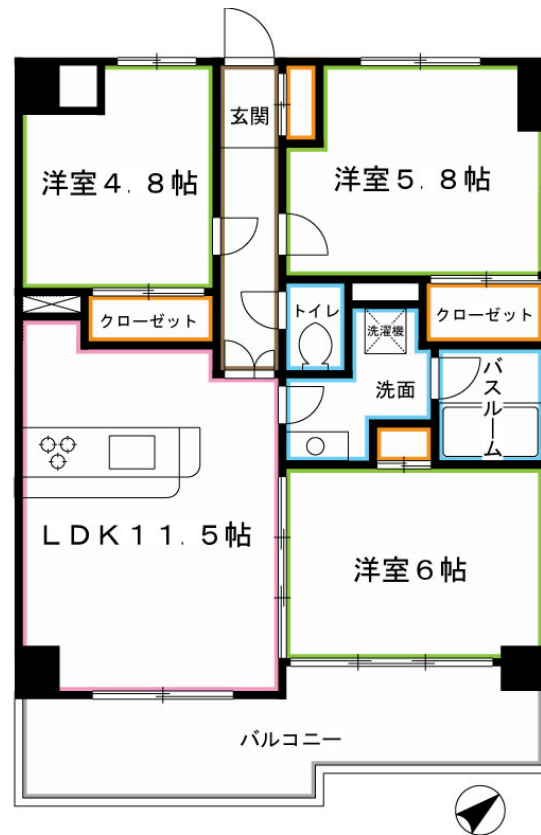 玄関
洋室4.8帖
洋室5.8帖
クローゼット
トイレ
洗濯機
クローゼット
洗面
バスルーム
LDK11.5帖
洋室6帖
バルコニー